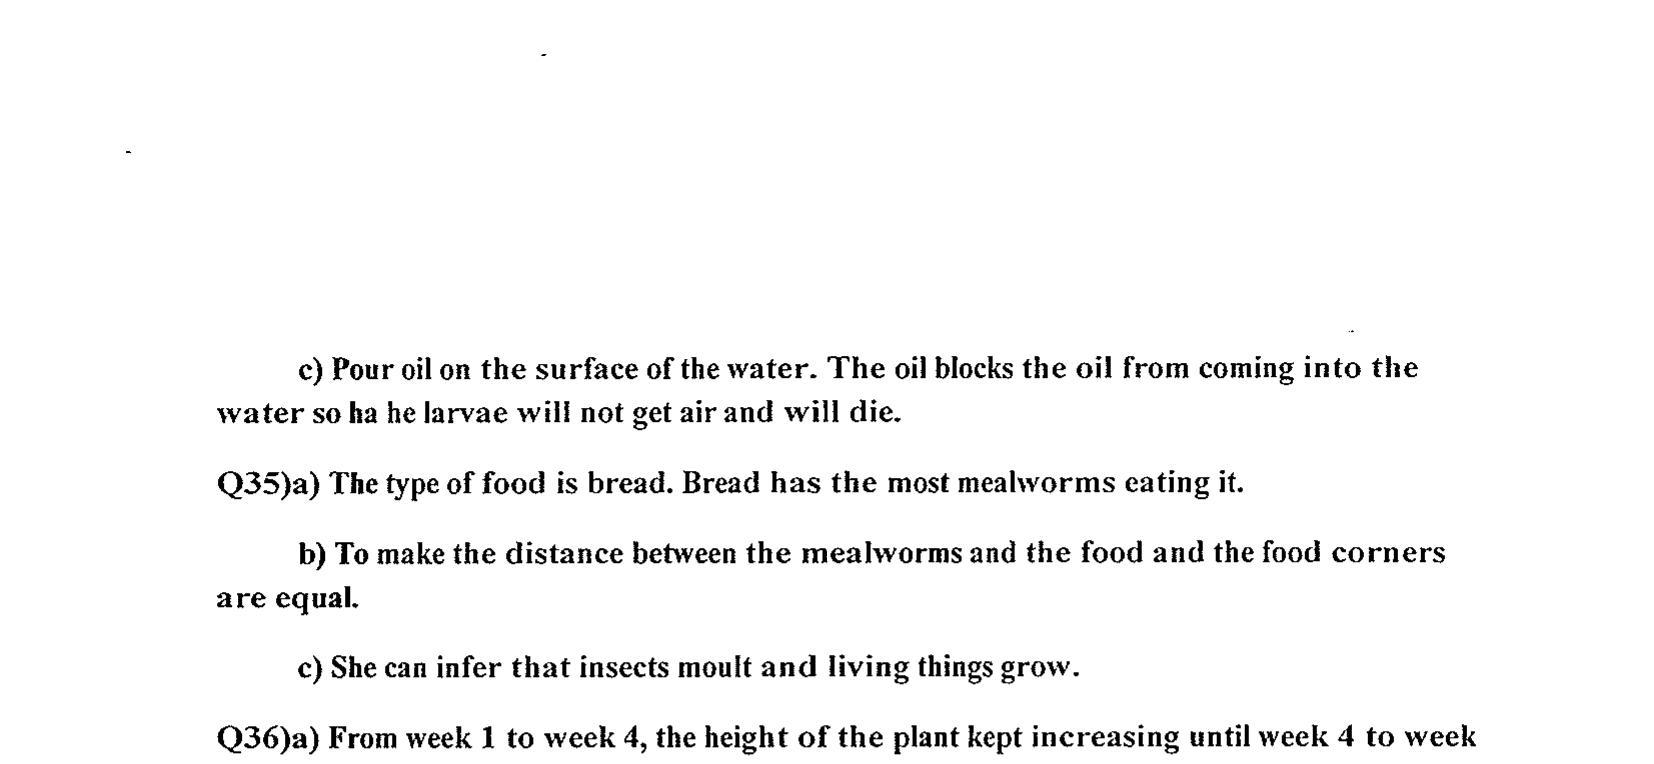 c) Pour oil on the surface of the water. The oil blocks the oil from coming into the
water so ha he larvae will not get air and will die.
Q35)a) The type of food is bread. Bread has the most mealworms eating it.
b) To make the distance between the mealworms and the food and the food corners
are equal.
c) She can infer that insects moult and living things grow.
Q36)a) From week 1 to week 4, the height of the plant kept increasing until week 4 to week